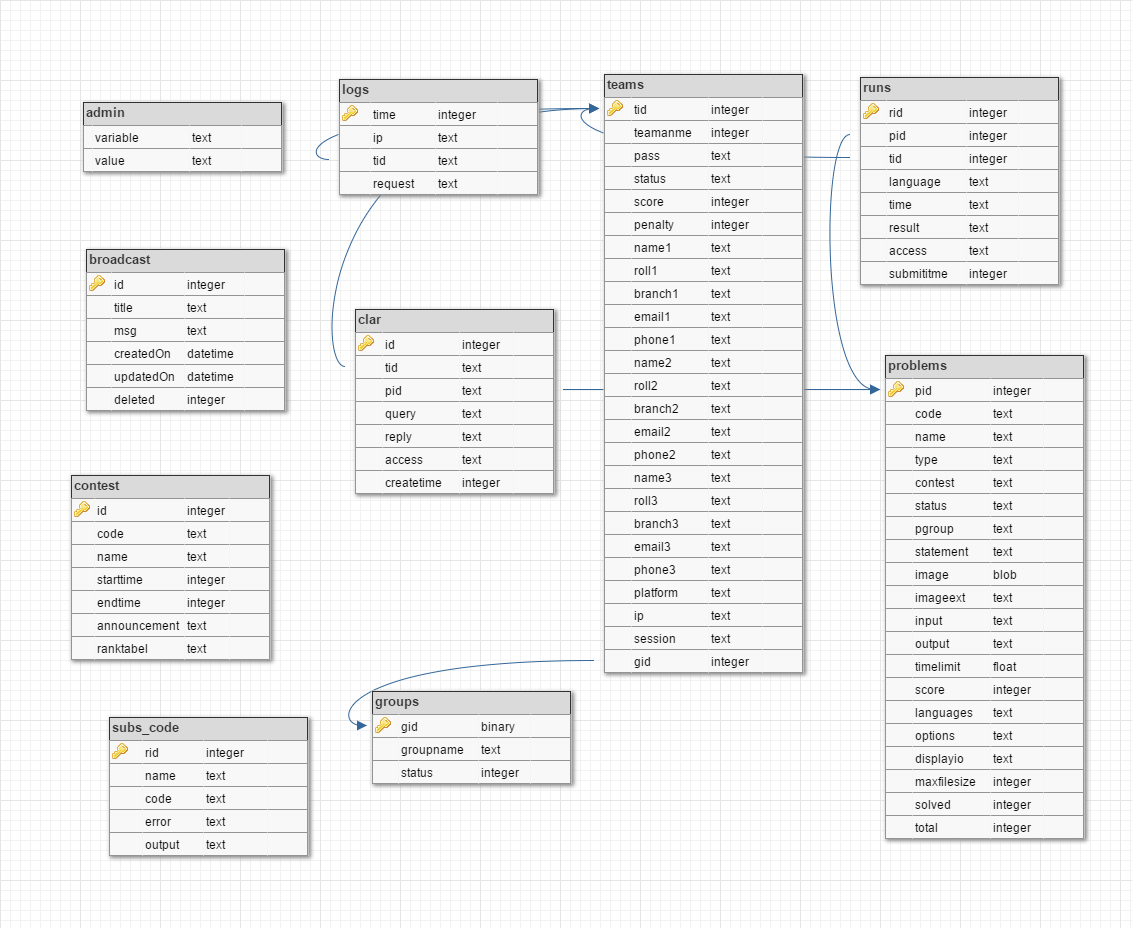 admin
variable text
value text
logs
time integer
ip text
tid text
request text
teams
tid integer
teamanme integer
pass text
status text
score integer
penalty integer
name1 text
roll1 text
branch1 text
email1 text
phone1 text
name2 text
roll2 text
branch2 text
email2 text
phone2 text
name3 text
roll3 text
branch3 text
email3 text
phone3 text
platform text
ip text
session text
gid integer
runs
rid integer
pid integer
tid integer
language text
time text
result text
access text
submititme integer
broadcast
id integer
title text
msg text
createdOn datetime
updatedOn datetime
deleted integer
clar
id integer
tid text
pid text
query text
reply text
access text
createtime integer
problems
pid integer
code text
name text
type text
contest text
status text
pgroup text
statement text
image blob
imageext text
input text
output text
timelimit float
score integer
languages text
options text
displayio text
maxfilesize integer
solved integer
total integer
contest
id integer
code text
name text
starttime integer
endtime integer
announcement text
ranktabel text
groups
gid binary
groupname text
status integer
subs_code
rid integer
name text
code text
error text
output text